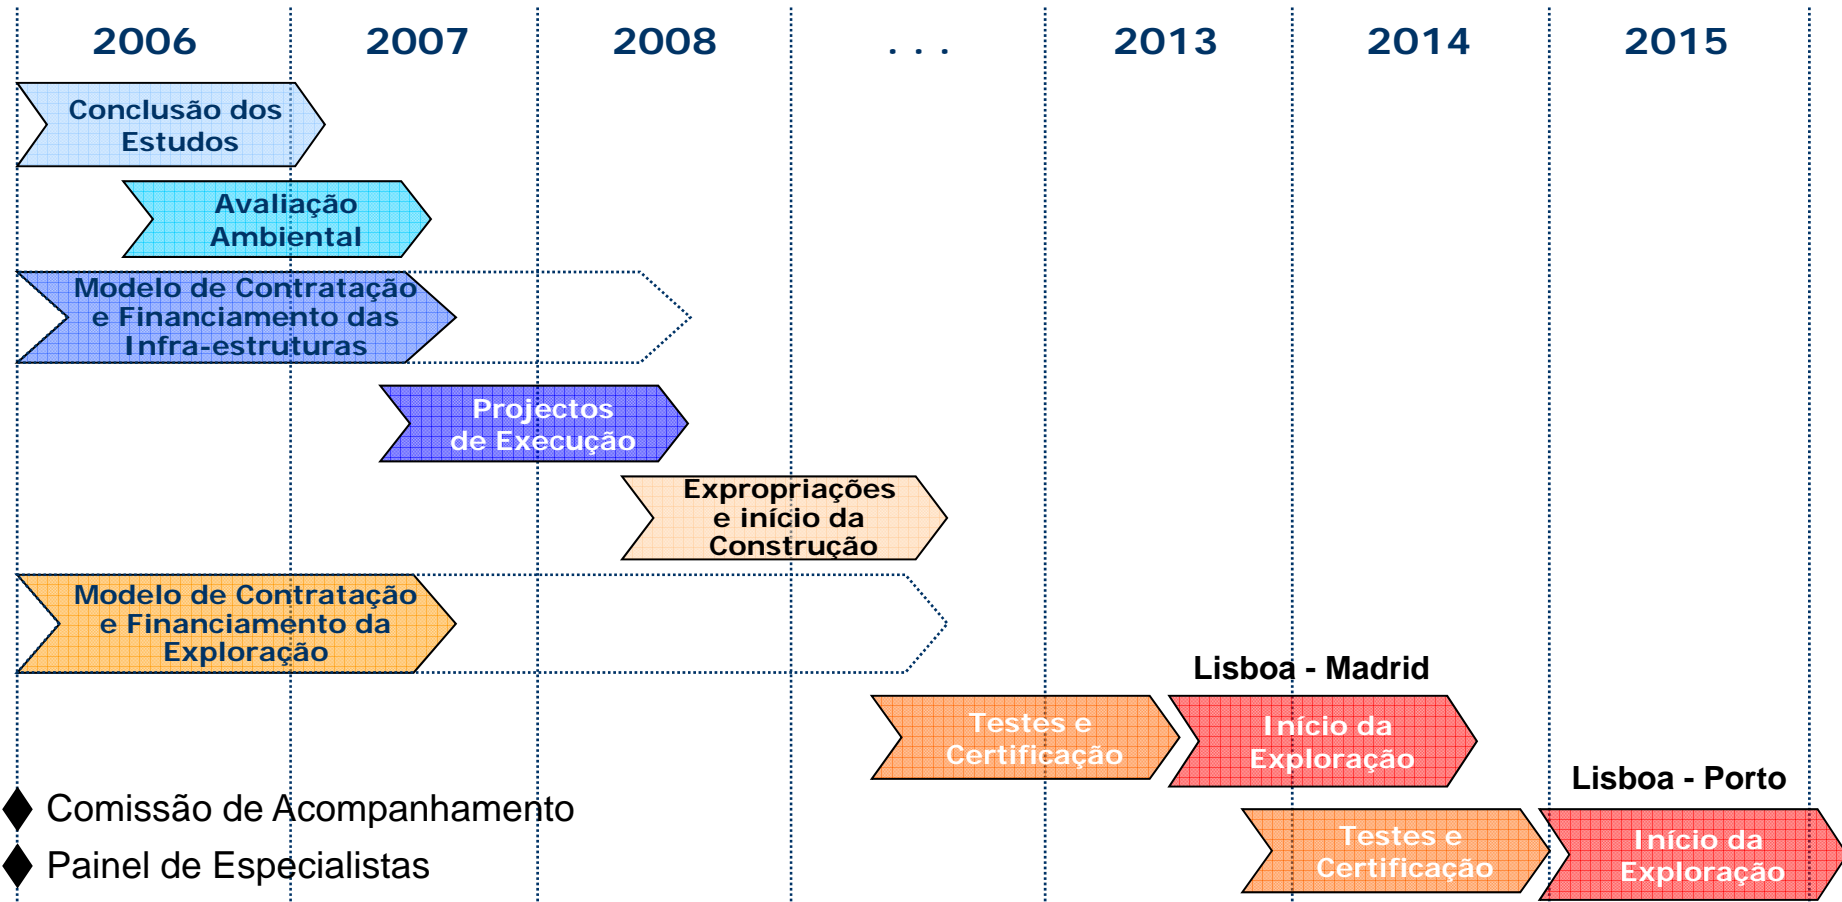 2006 2007 2008 . . . 2013 2014 2015
Conclusão dos
Estudos
Avaliação
Ambiental
Modelo de Contratação
e Financiamento das
Infra-estruturas
Projectos
de Execução
Expropriações
e início da
Construção
Modelo de Contratação
e Financiamento da
Exploração
Lisboa - Madrid
Testes e
Certificação
Início da
Exploração
Lisboa - Porto
Testes e
Certificação
Início da
Exploração
Comissão de Acompanhamento
Painel de Especialistas